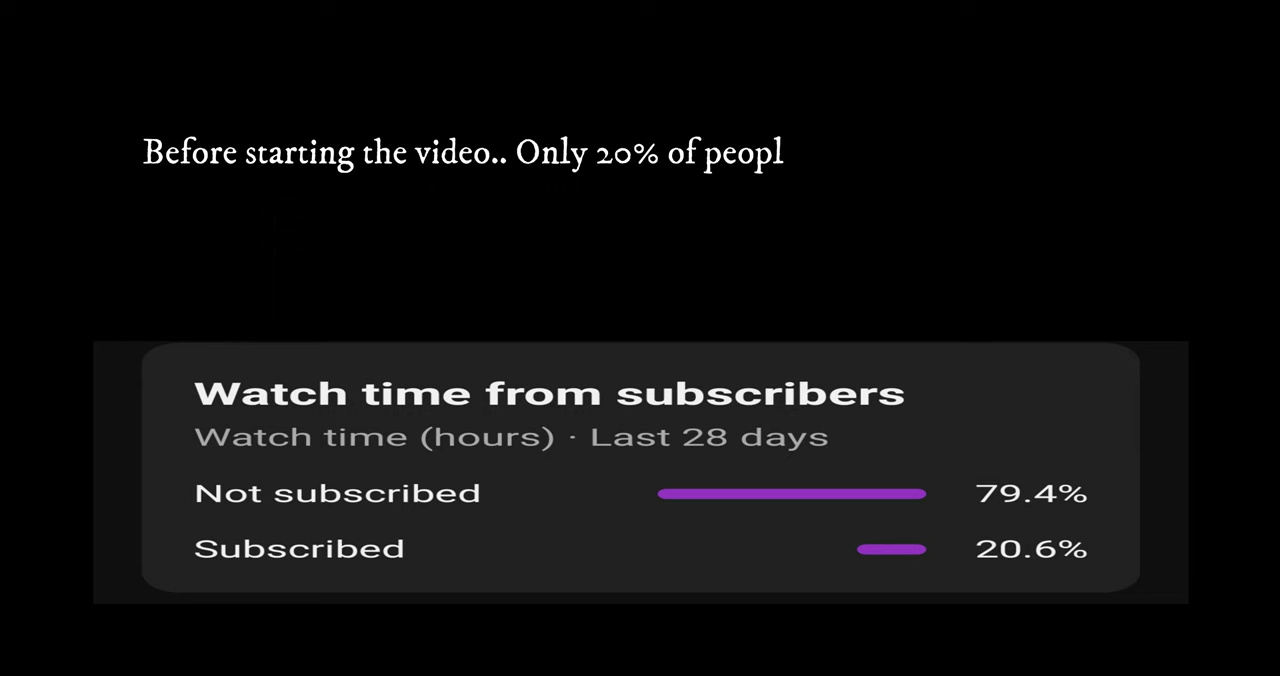 Before starting the video.. Only 20% of peopl
Watch time from subscribers
Watch time (hours) · Last 28 days
Not subscribed 79.4%
Subscribed 20.6%